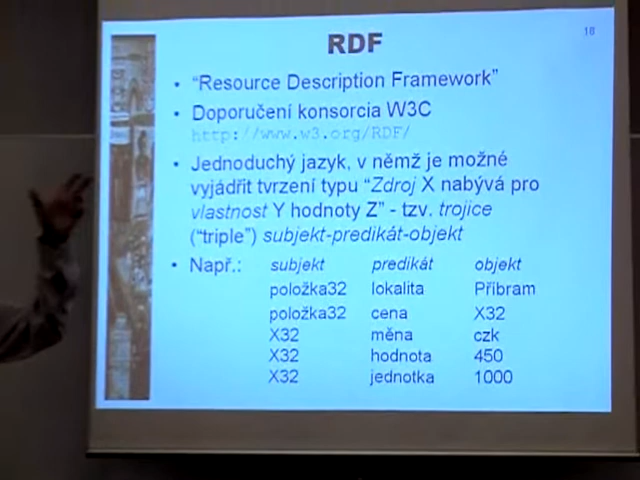 18
RDF
• “Resource Description Framework”
• Doporučení konsorcia W3C
http://www.w3.org/RDF/
• Jednoduchý jazyk, v němž je možné
vyjádřit tvrzení typu “Zdroj X nabývá pro
vlastnost Y hodnoty Z” - tzv. trojice
(“triple”) subjekt-predikát-objekt
• Např.: subjekt predikát objekt
položka32 lokalita Příbram
položka32 cena X32
X32 měna czk
X32 hodnota 450
X32 jednotka 1000